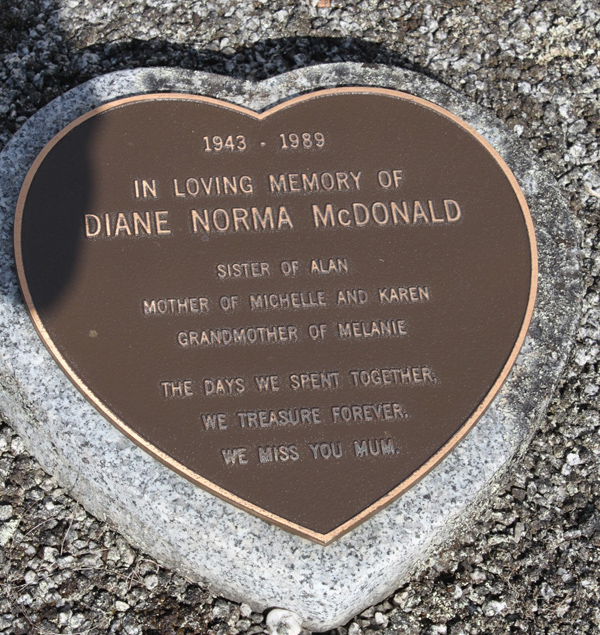 1943 - 1989
IN LOVING MEMORY OF
DIANE NORMA McDONALD
SISTER OF ALAN
MOTHER OF MICHELLE AND KAREN
GRANDMOTHER OF MELANIE
THE DAYS WE SPENT TOGETHER,
WE TREASURE FOREVER.
WE MISS YOU MUM.